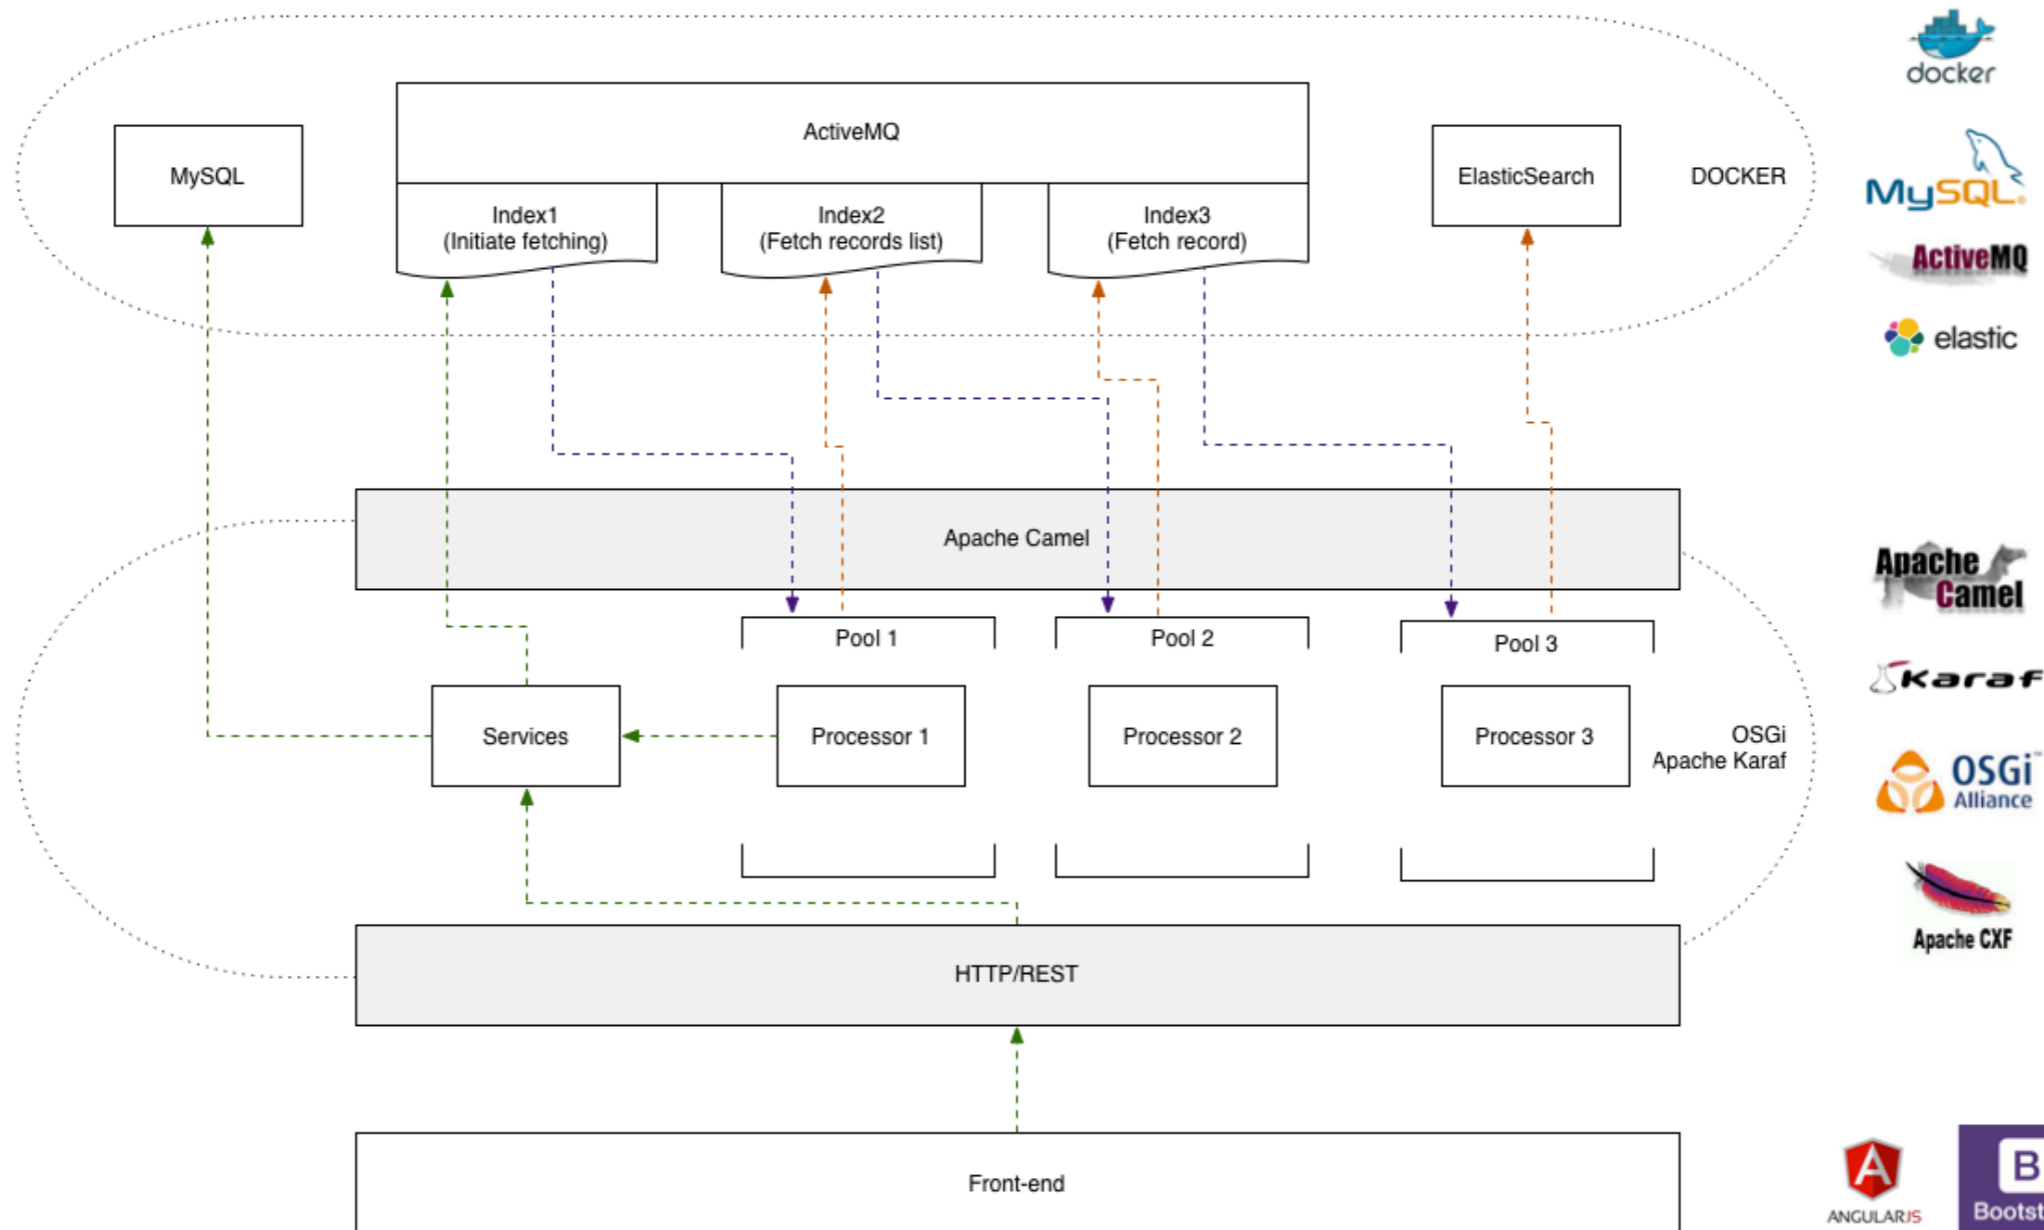 docker
ActiveMQ
MySQL
ElasticSearch
DOCKER
MySQL®
Index1
(Initiate fetching)
Index2
(Fetch records list)
Index3
(Fetch record)
ActiveMQ
elastic
Apache Camel
Apache
Camel
Pool 1
Pool 2
Pool 3
Karaf
Services
Processor 1
Processor 2
Processor 3
OSGi
Apache Karaf
OSGi™
Alliance
Apache CXF
HTTP/REST
Front-end
A
ANGULARJS
B
Bootst